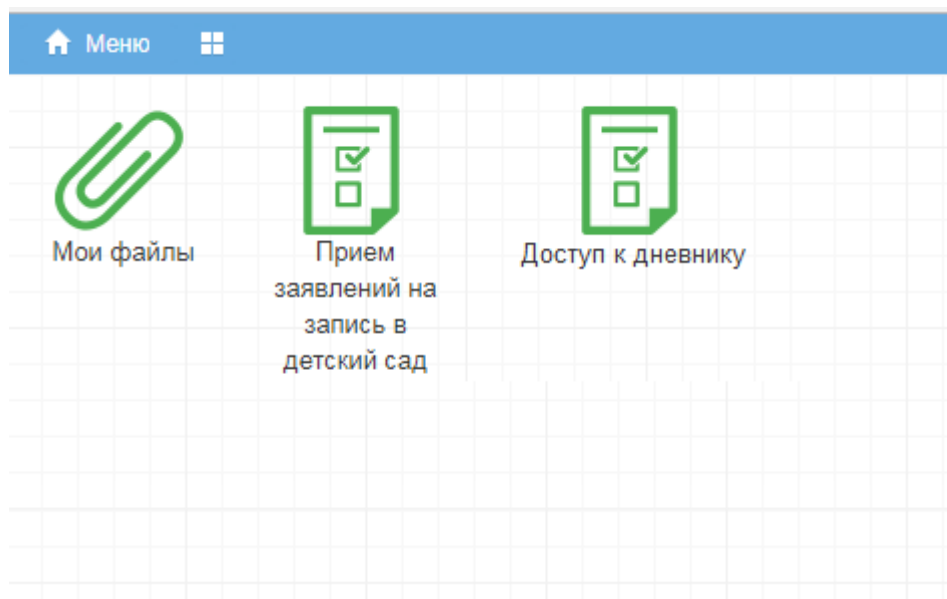 Меню
Мои файлы
Прием
заявлений на
запись в
детский сад
Доступ к дневнику